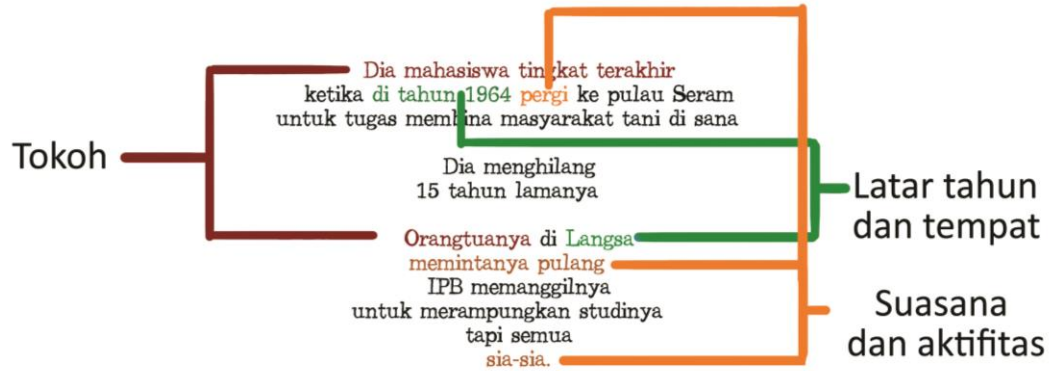 Tokoh
Dia mahasiswa tingkat terakhir
ketika di tahun 1964 pergi ke pulau Seram
untuk tugas membina masyarakat tani di sana
Dia menghilang
15 tahun lamanya
Orangtuanya di Langsa
memintanya pulang
IPB memanggilnya
untuk merampungkan studinya
tapi semua
sia-sia.
Latar tahun
dan tempat
Suasana
dan aktifitas